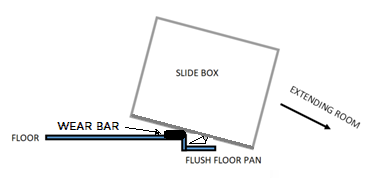 SLIDE BOX
EXTENDING ROOM
WEAR BAR
FLOOR
FLUSH FLOOR PAN